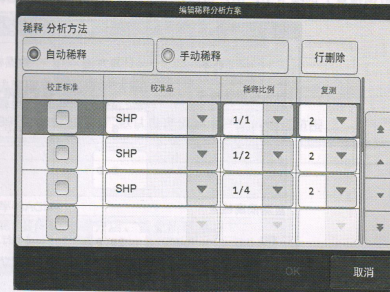 编辑稀释分析方案
稀释 分析方法
自动稀释 手动稀释 行删除
校正标准 校准品 稀释比例 复测
SHP 1/1 2
SHP 1/2 2
SHP 1/4 2
OK 取消